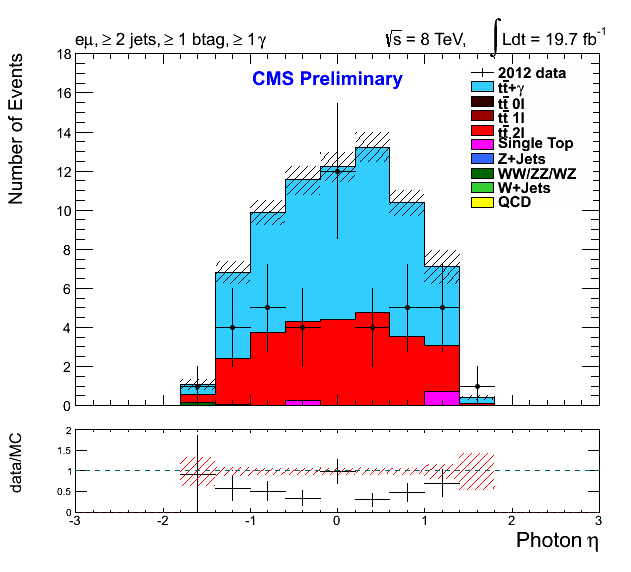 eμ, ≥ 2 jets, ≥ 1 btag, ≥ 1 γ
√s = 8 TeV, ∫ Ldt = 19.7 fb⁻¹
CMS Preliminary
2012 data
tt̄+γ
tt̄ 0l
tt̄ 1l
tt̄ 2l
Single Top
Z+Jets
WW/ZZ/WZ
W+Jets
QCD
Number of Events
18
16
14
12
10
8
6
4
2
0
data/MC
2
1.5
1
0.5
0
-3 -2 -1 0 1 2 3
Photon η